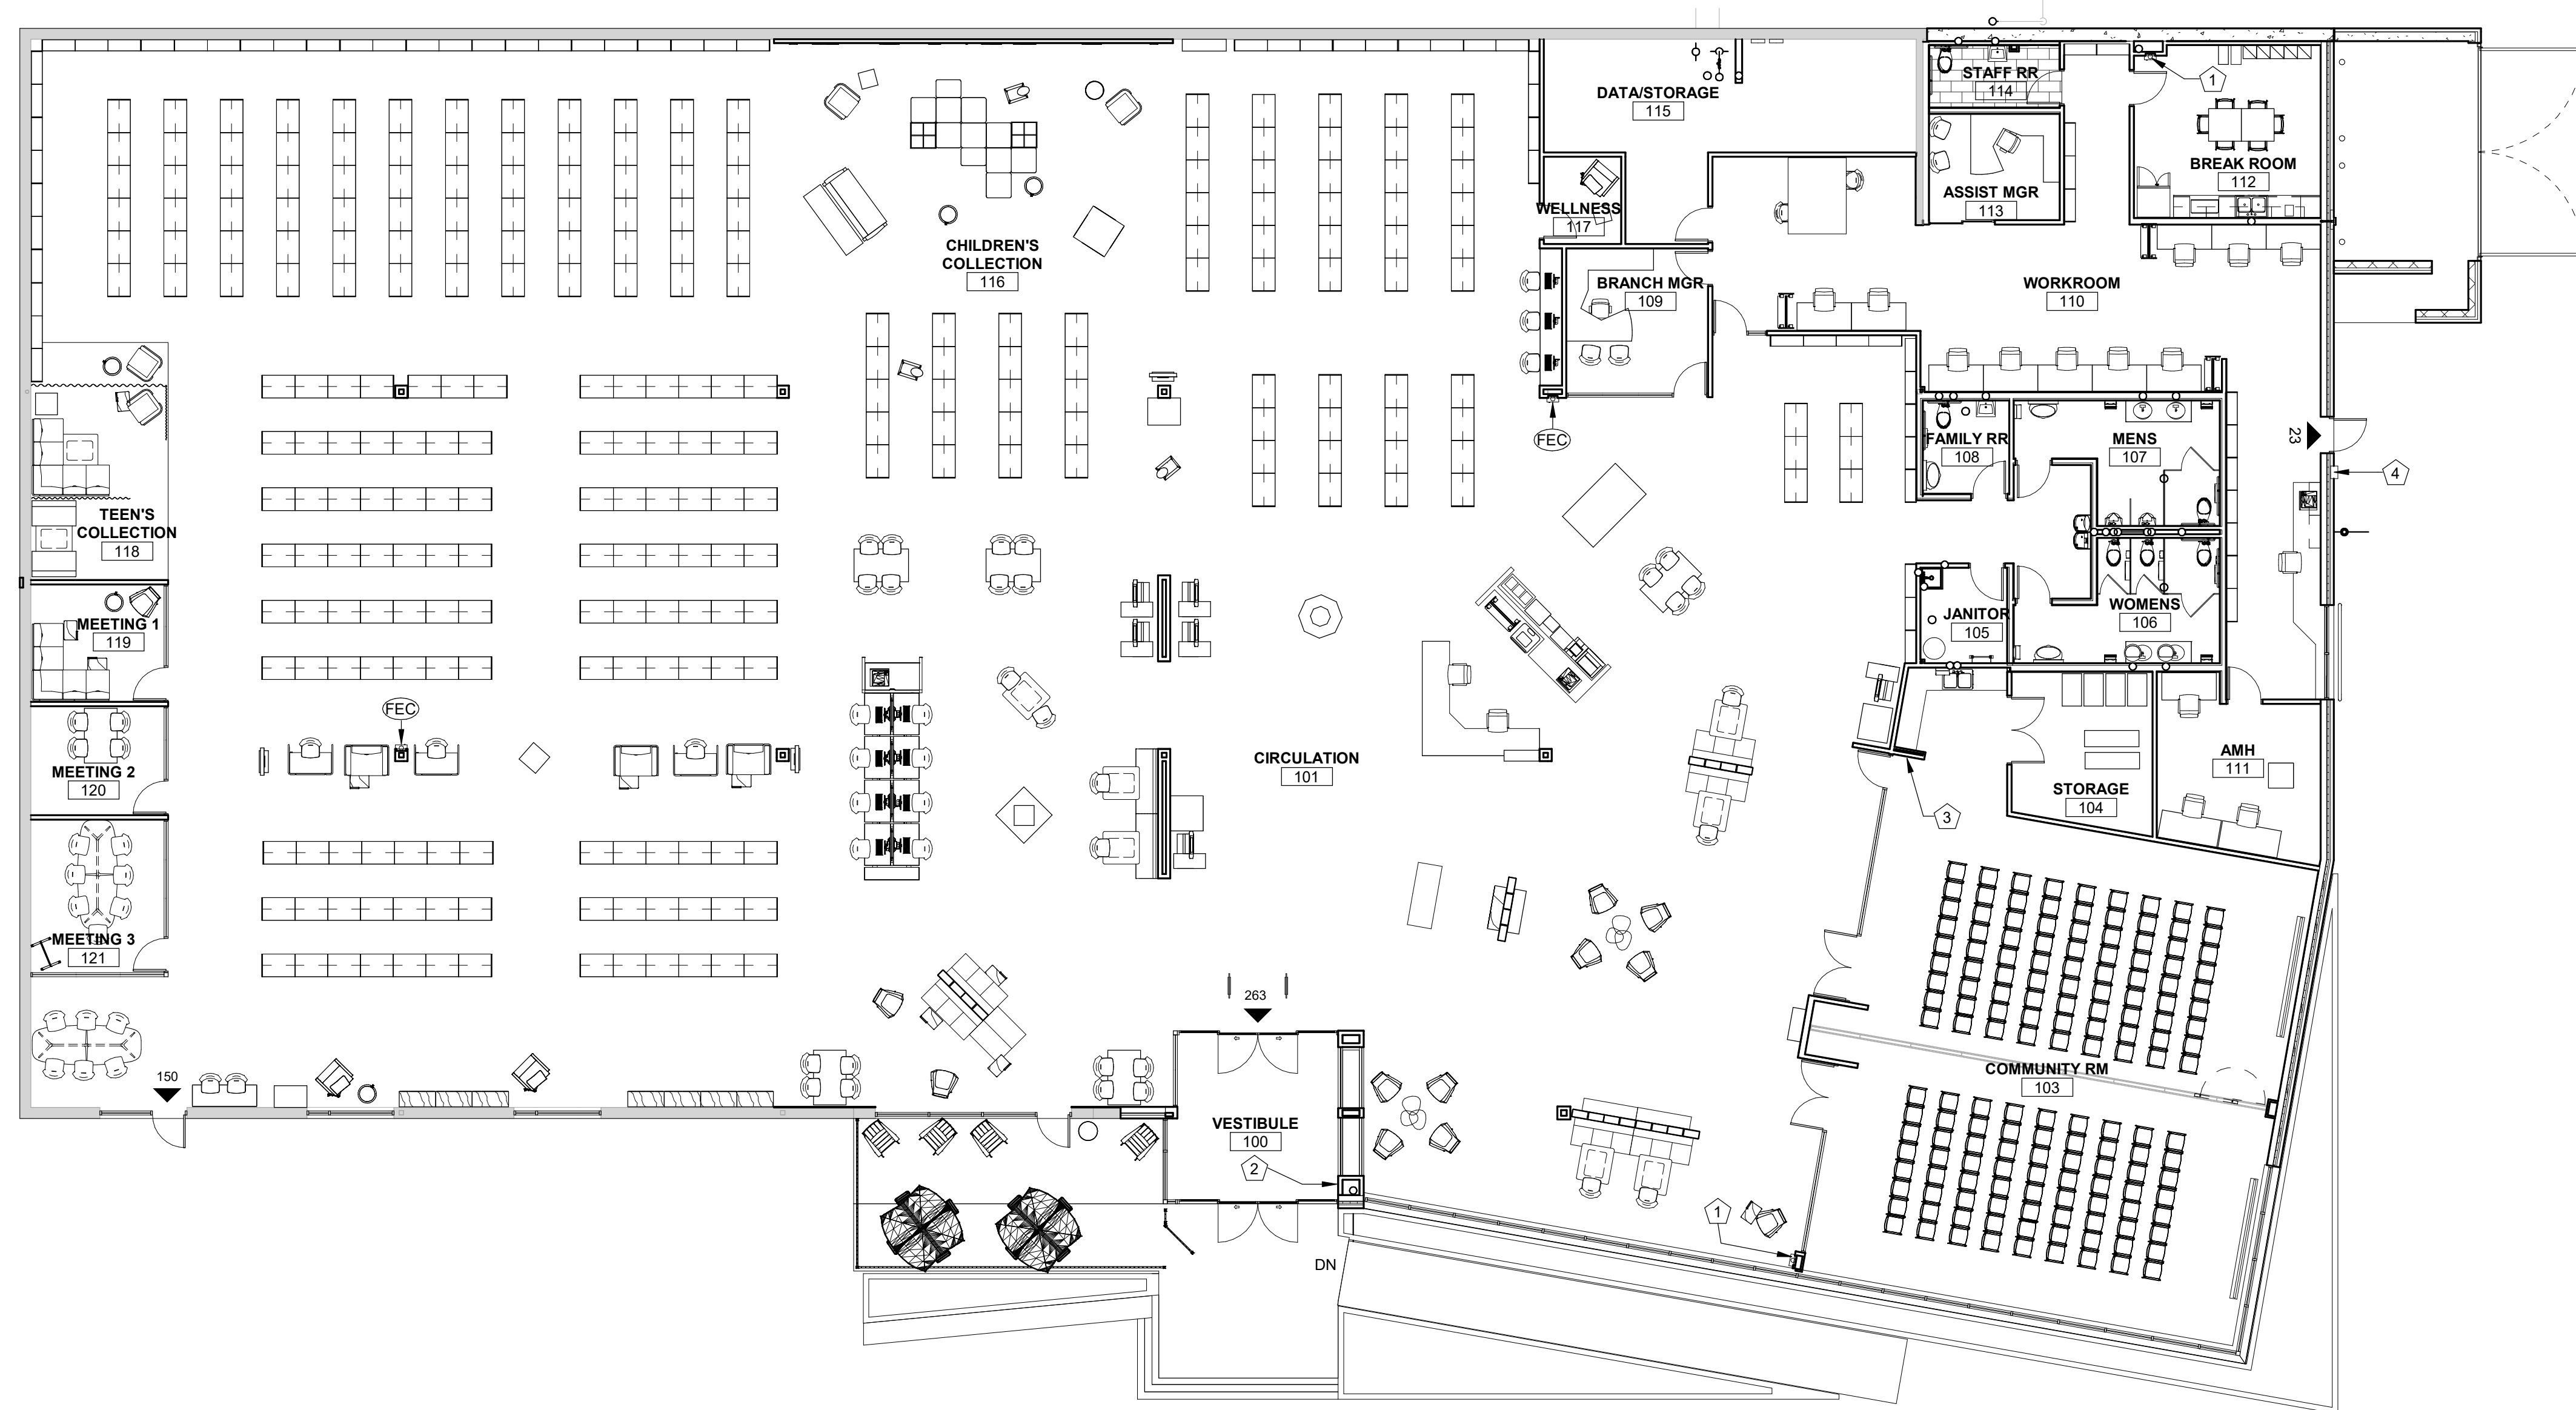 STAFF RR
114
1
DATA/STORAGE
115
BREAK ROOM
112
ASSIST MGR
113
WELLNESS
117
CHILDREN'S
COLLECTION
116
BRANCH MGR
109
WORKROOM
110
FEC
FAMILY RR
108
MENS
107
23
4
TEEN'S
COLLECTION
118
MEETING 1
119
JANITOR
105
WOMENS
106
FEC
MEETING 2
120
CIRCULATION
101
AMH
111
STORAGE
104
3
MEETING 3
121
263
150
COMMUNITY RM
103
VESTIBULE
100
2
1
DN